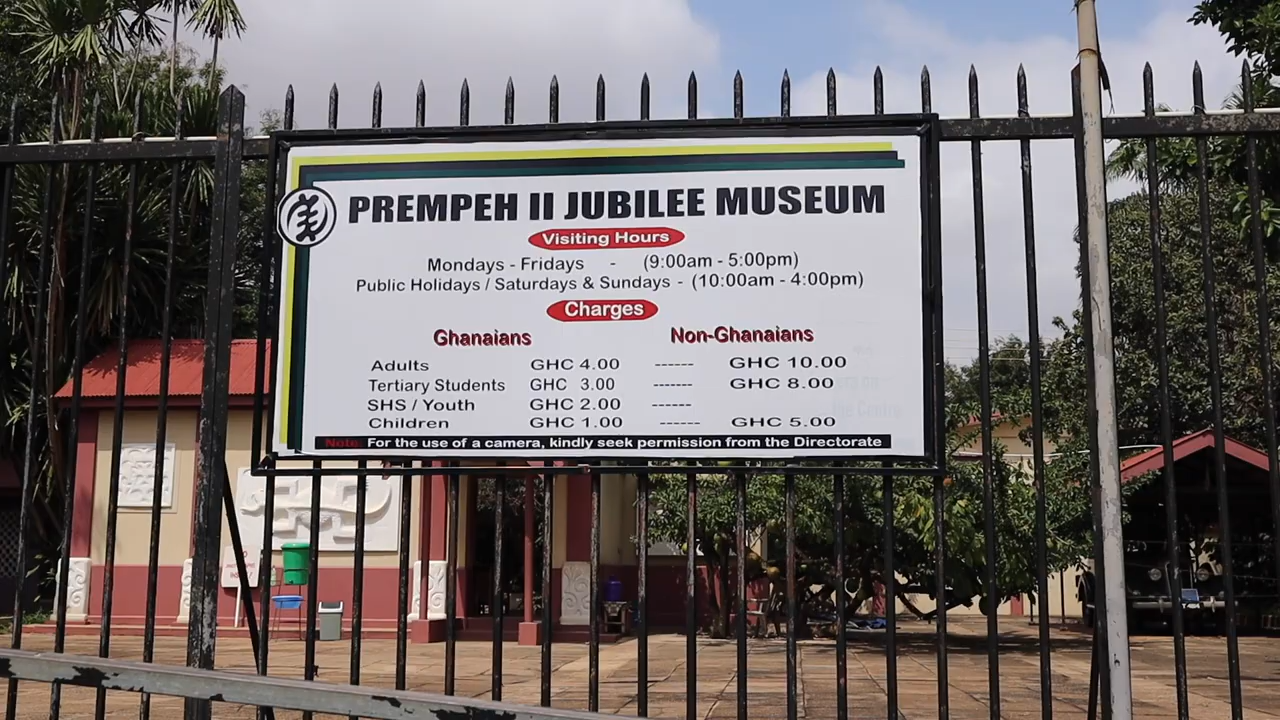 PREMPEH II JUBILEE MUSEUM
Visiting Hours
Mondays - Fridays - (9:00am - 5:00pm)
Public Holidays / Saturdays & Sundays - (10:00am - 4:00pm)
Charges
Ghanaians Non-Ghanaians
Adults GHC 4.00 ------ GHC 10.00
Tertiary Students GHC 3.00 ------- GHC 8.00
SHS / Youth GHC 2.00 ------
Children GHC 1.00 ------ GHC 5.00
Note: For the use of a camera, kindly seek permission from the Directorate